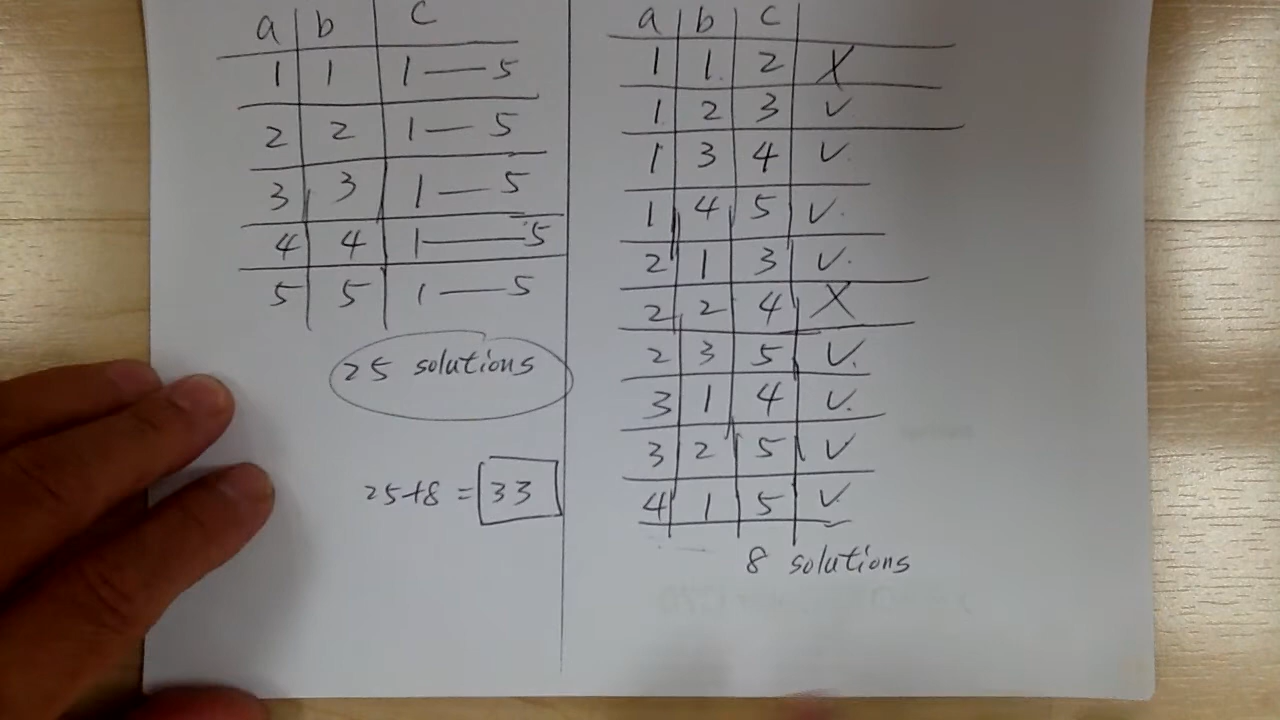 a b c
1 1 1 — 5
2 2 1 — 5
3 3 1 — 5
4 4 1 — 5
5 5 1 — 5
25 solutions
25+8 = 33
a b c
1 1. 2 X
1. 2 3 v.
1 3 4 v.
1 4 5 v.
2 1 3 v.
2 2 4 X
2 3 5 v.
3 1 4 v.
3 2 5 v
4 1 5 v
8 solutions